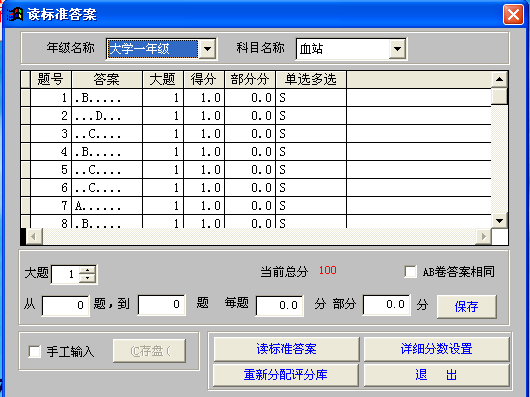 读标准答案
年级名称 大学一年级 科目名称 血站
题号 答案 大题 得分 部分分 单选多选
1 .B..... 1 1.0 0.0 S
2 ...D... 1 1.0 0.0 S
3 ..C.... 1 1.0 0.0 S
4 .B..... 1 1.0 0.0 S
5 ..C.... 1 1.0 0.0 S
6 ..C.... 1 1.0 0.0 S
7 A...... 1 1.0 0.0 S
8 .B..... 1 1.0 0.0 S
大题 1 当前总分 100 AB卷答案相同
从 0 题,到 0 题 每题 0.0 分 部分 0.0 分 保存
手工输入 C存盘( 读标准答案 详细分数设置
重新分配评分库 退 出